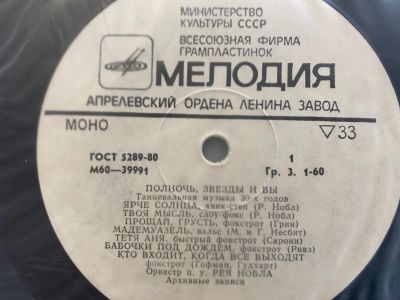 МИНИСТЕРСТВО
КУЛЬТУРЫ СССР
ВСЕСОЮЗНАЯ ФИРМА
ГРАМПЛАСТИНОК
МЕЛОДИЯ
АПРЕЛЕВСКИЙ ОРДЕНА ЛЕНИНА ЗАВОД
МОНО ▽33
ГОСТ 5289-80 1
М60—39991 Гр. 3. 1-60
ПОЛНОЧЬ, ЗВЕЗДЫ И ВЫ
Танцевальная музыка 30-х годов
ЯРЧЕ СОЛНЦА, квик-степ (Р. Нобл)
ТВОЯ МЫСЛЬ, слоу-фокс (Р. Нобл)
ПРОЩАЙ, ГРУСТЬ, фокстрот (Грин)
МАДЕМУАЗЕЛЬ, вальс (М. и Г. Несбит)
ТЕТЯ АНЯ, быстрый фокстрот (Сарони)
БАБОЧКИ ПОД ДОЖДЕМ, фокстрот (Ривз)
КТО ВХОДИТ, КОГДА ВСЕ ВЫХОДЯТ
фокстрот (Гофман, Гудхарт)
Оркестр п/у. РЕЯ НОБЛА
Архивные записи